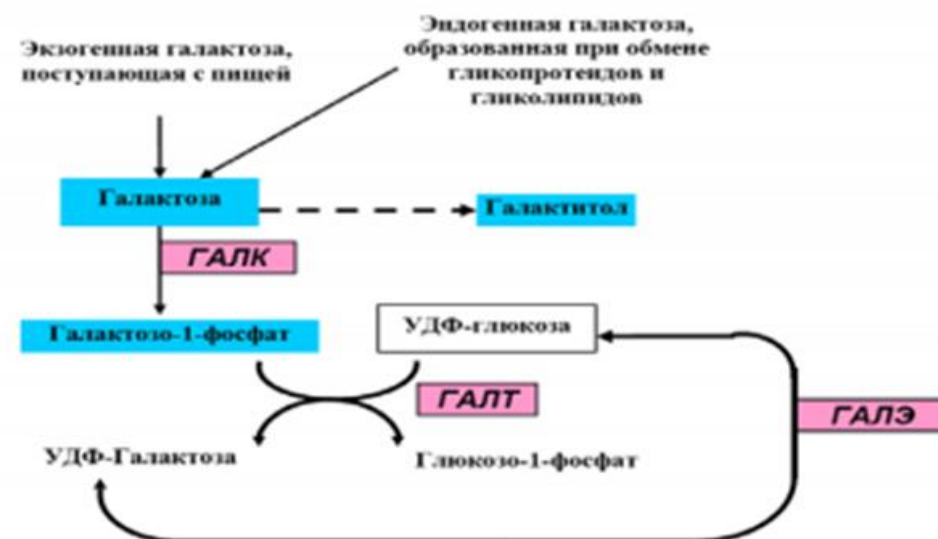 Экзогенная галактоза,
поступающая с пищей
Эндогенная галактоза,
образованная при обмене
гликопротеидов и
гликолипидов
Галактоза
Галактитол
ГАЛК
Галактозо-1-фосфат
УДФ-глюкоза
ГАЛТ
ГАЛЭ
УДФ-Галактоза
Глюкозо-1-фосфат